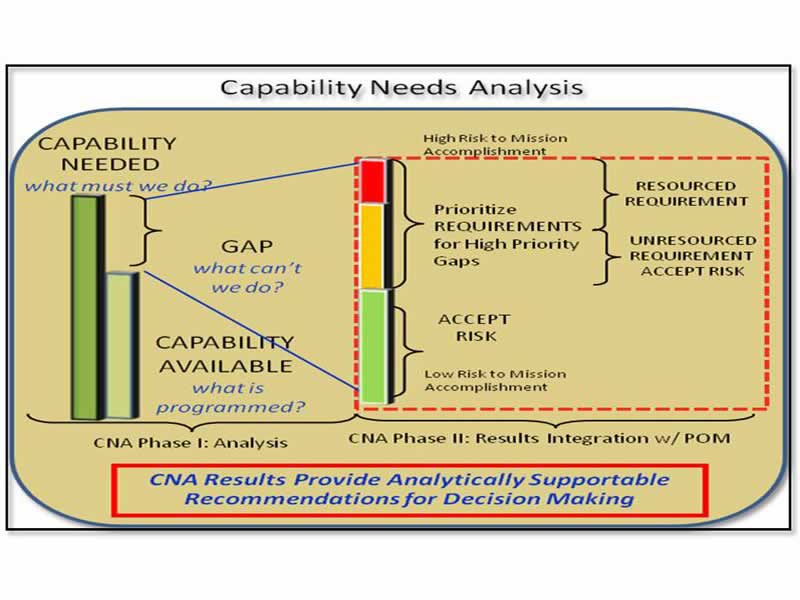 Capability Needs Analysis
CAPABILITY
NEEDED
what must we do?
GAP
what can't
we do?
CAPABILITY
AVAILABLE
what is
programmed?
CNA Phase I: Analysis
High Risk to Mission
Accomplishment
Prioritize
REQUIREMENTS
for High Priority
Gaps
RESOURCED
REQUIREMENT
UNRESOURCED
REQUIREMENT
ACCEPT RISK
ACCEPT
RISK
Low Risk to Mission
Accomplishment
CNA Phase II: Results Integration w/ POM
CNA Results Provide Analytically Supportable
Recommendations for Decision Making